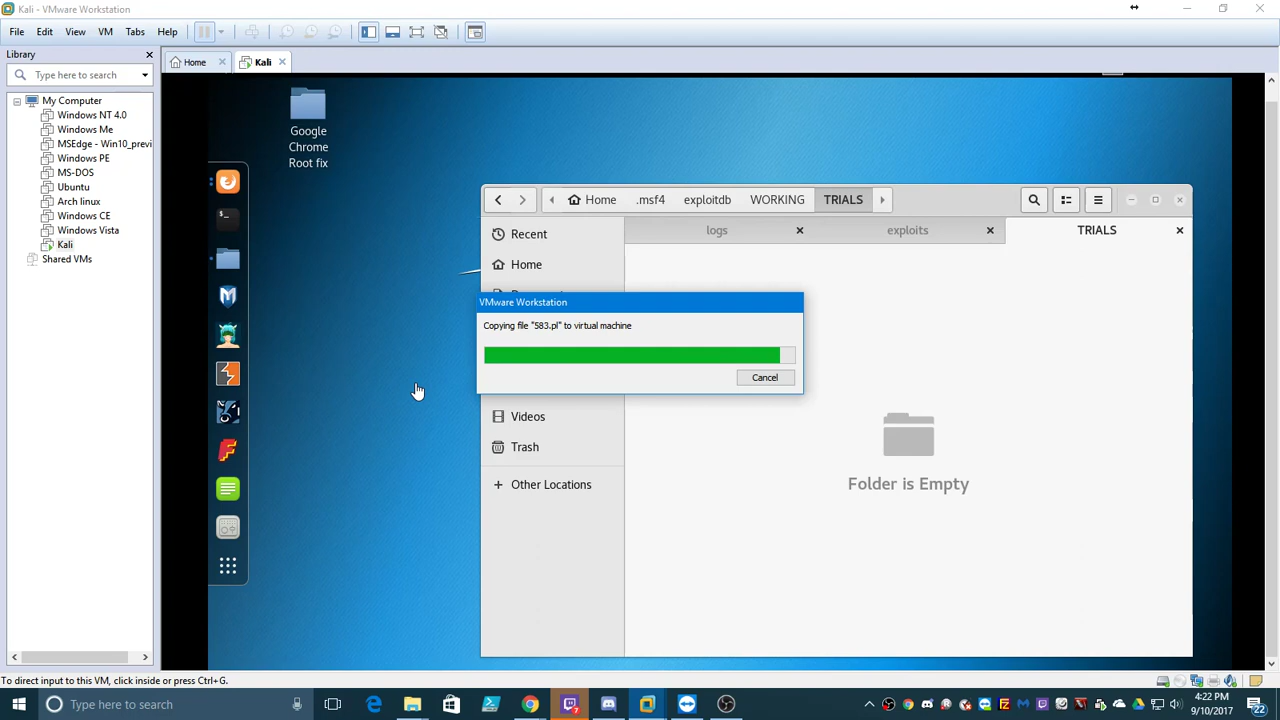 Kali - VMware Workstation
File Edit View VM Tabs Help
Library
Type here to search
My Computer
Windows NT 4.0
Windows Me
MSEdge - Win10_previ
Windows PE
MS-DOS
Ubuntu
Arch linux
Windows CE
Windows Vista
Kali
Shared VMs
Home
Kali
Google
Chrome
Root fix
Home .msf4 exploitdb WORKING TRIALS
logs exploits TRIALS
Recent
Home
VMware Workstation
Copying file "583.pl" to virtual machine
Cancel
Videos
Trash
Other Locations
Folder is Empty
To direct input to this VM, click inside or press Ctrl+G.
Type here to search
4:22 PM
9/10/2017
22